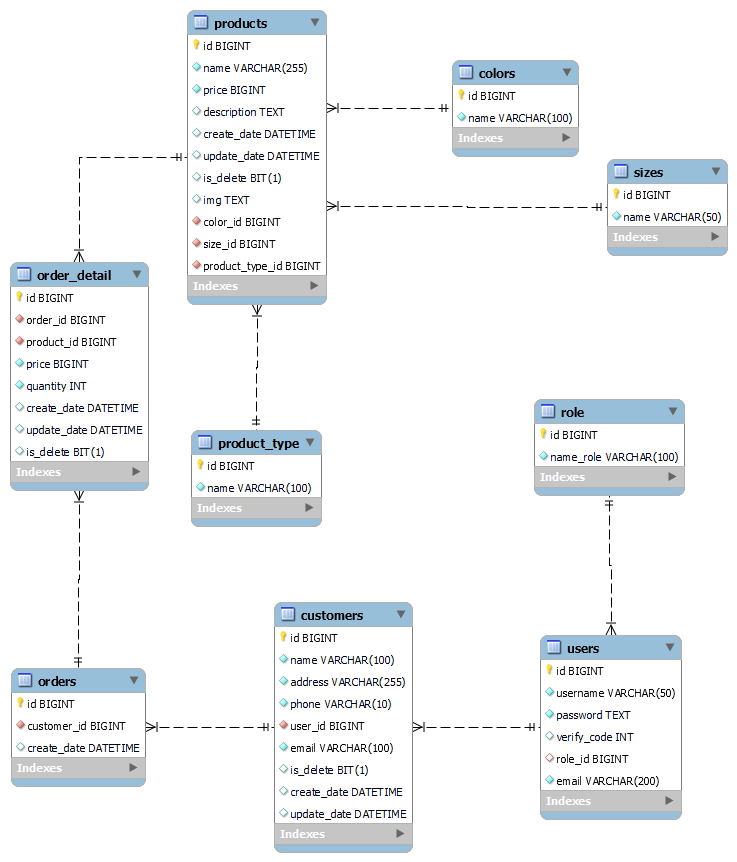 products
id BIGINT
name VARCHAR(255)
price BIGINT
description TEXT
create_date DATETIME
update_date DATETIME
is_delete BIT(1)
img TEXT
color_id BIGINT
size_id BIGINT
product_type_id BIGINT
Indexes
colors
id BIGINT
name VARCHAR(100)
Indexes
sizes
id BIGINT
name VARCHAR(50)
Indexes
order_detail
id BIGINT
order_id BIGINT
product_id BIGINT
price BIGINT
quantity INT
create_date DATETIME
update_date DATETIME
is_delete BIT(1)
Indexes
product_type
id BIGINT
name VARCHAR(100)
Indexes
role
id BIGINT
name_role VARCHAR(100)
Indexes
customers
id BIGINT
name VARCHAR(100)
address VARCHAR(255)
phone VARCHAR(10)
user_id BIGINT
email VARCHAR(100)
is_delete BIT(1)
create_date DATETIME
update_date DATETIME
Indexes
users
id BIGINT
username VARCHAR(50)
password TEXT
verify_code INT
role_id BIGINT
email VARCHAR(200)
Indexes
orders
id BIGINT
customer_id BIGINT
create_date DATETIME
Indexes